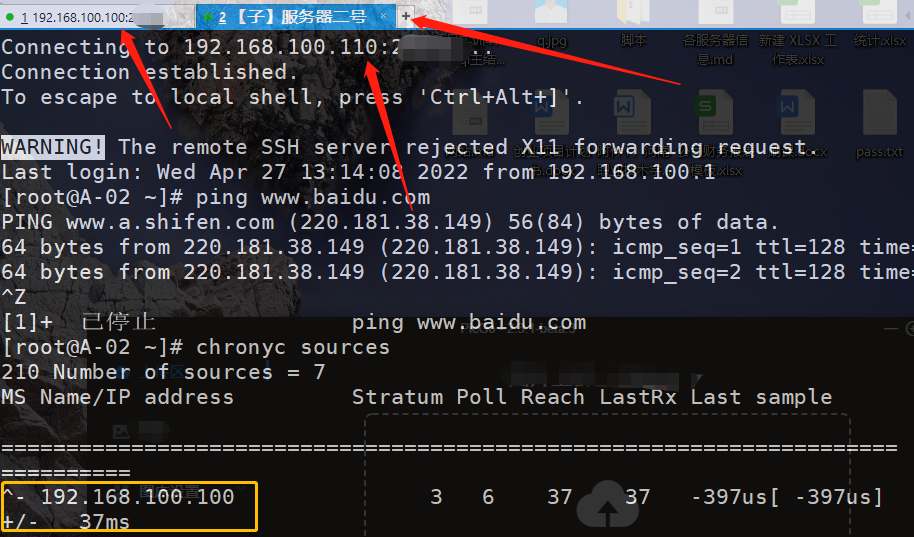 1 192.168.100.100:2
2 【子】服务器二号 × +
Connecting to 192.168.100.110:2 ..
Connection established.
To escape to local shell, press 'Ctrl+Alt+]'.
q.jpg
脚本
各服务器信息.md
新建 XLSX 工作表.xlsx
统计.xlsx
pass.txt
WARNING! The remote SSH server rejected X11 forwarding request.
Last login: Wed Apr 27 13:14:08 2022 from 192.168.100.1
[root@A-02 ~]# ping www.baidu.com
PING www.a.shifen.com (220.181.38.149) 56(84) bytes of data.
64 bytes from 220.181.38.149 (220.181.38.149): icmp_seq=1 ttl=128 time=
64 bytes from 220.181.38.149 (220.181.38.149): icmp_seq=2 ttl=128 time=
^Z
[1]+ 已停止 ping www.baidu.com
[root@A-02 ~]# chronyc sources
210 Number of sources = 7
MS Name/IP address Stratum Poll Reach LastRx Last sample
===============================================================================
^- 192.168.100.100 3 6 37 37 -397us[ -397us]
+/- 37ms